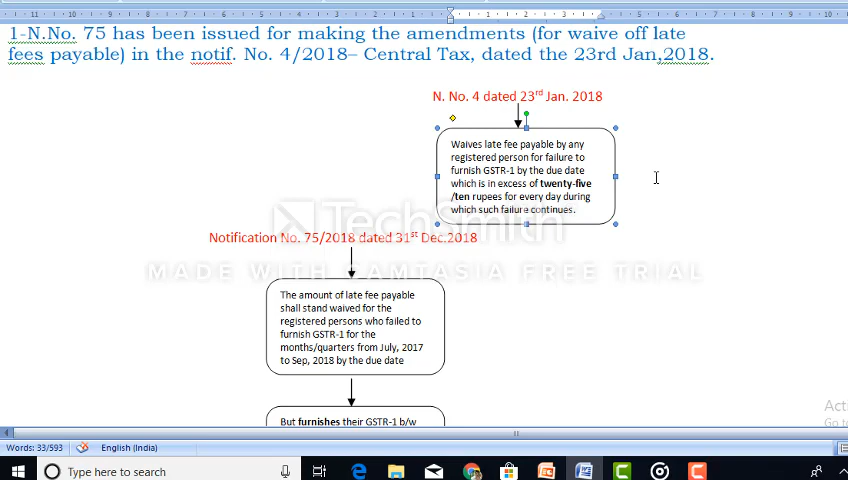 1-N.No. 75 has been issued for making the amendments (for waive off late
fees payable) in the notif. No. 4/2018– Central Tax, dated the 23rd Jan,2018.
N. No. 4 dated 23rd Jan. 2018
Waives late fee payable by any
registered person for failure to
furnish GSTR-1 by the due date
which is in excess of twenty-five
/ten rupees for every day during
which such failure continues.
TechSmith
MADE WITH CAMTASIA FREE TRIAL
Notification No. 75/2018 dated 31st Dec.2018
The amount of late fee payable
shall stand waived for the
registered persons who failed to
furnish GSTR-1 for the
months/quarters from July, 2017
to Sep, 2018 by the due date
But furnishes their GSTR-1 b/w
Words: 33/593
English (India)
Type here to search